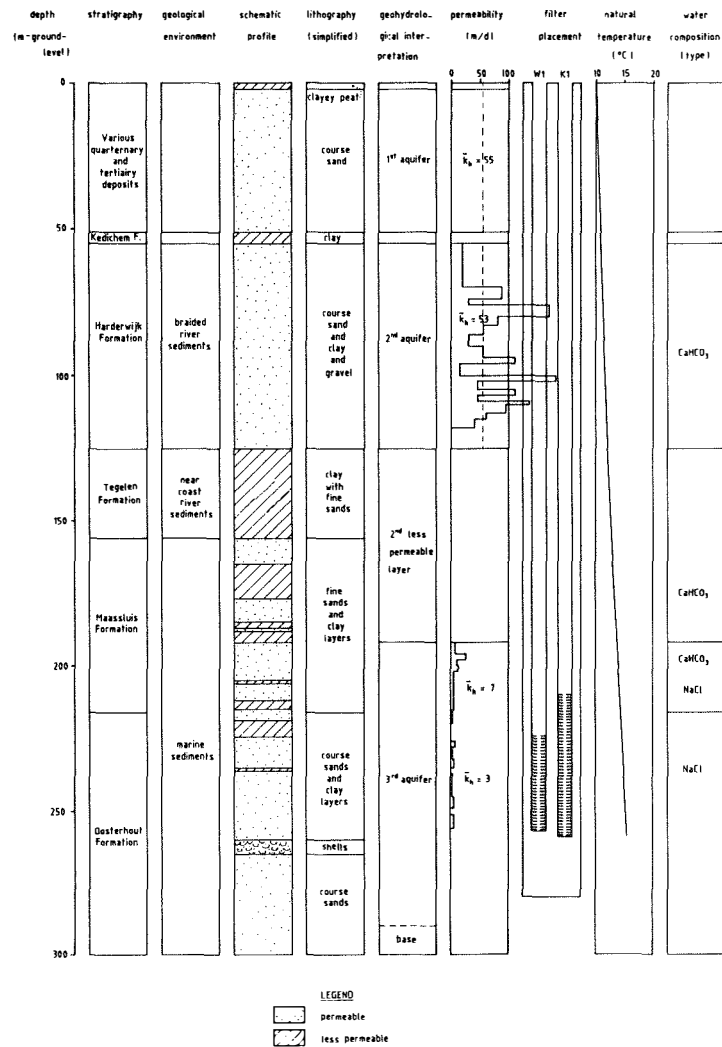 depth
(m-ground-
level)
stratigraphy
geological
environment
schematic
profile
lithography
(simplified)
geohydrolo-
gical inter-
pretation
permeability
(m/d)
filter
placement
natural
temperature
(°C)
water
composition
(type)
0 50 100
W1 K1
10 15 20
0
50
100
150
200
250
300
Various
quarternary
and
tertiairy
deposits
Kedichem F.
Harderwijk
Formation
Tegelen
Formation
Maassluis
Formation
Oosterhout
Formation
braided
river
sediments
near
coast
river
sediments
marine
sediments
clayey peat
course
sand
clay
course
sand
and
clay
and
gravel
clay
with
fine
sands
fine
sands
and
clay
layers
course
sands
and
clay
layers
shells
course
sands
1st aquifer
2nd aquifer
2nd less
permeable
layer
3rd aquifer
base
k̄h = 55
k̄h = 53
k̄h = 7
k̄h = 3
CaHCO3
CaHCO3
CaHCO3
NaCl
NaCl
LEGEND
permeable
less permeable